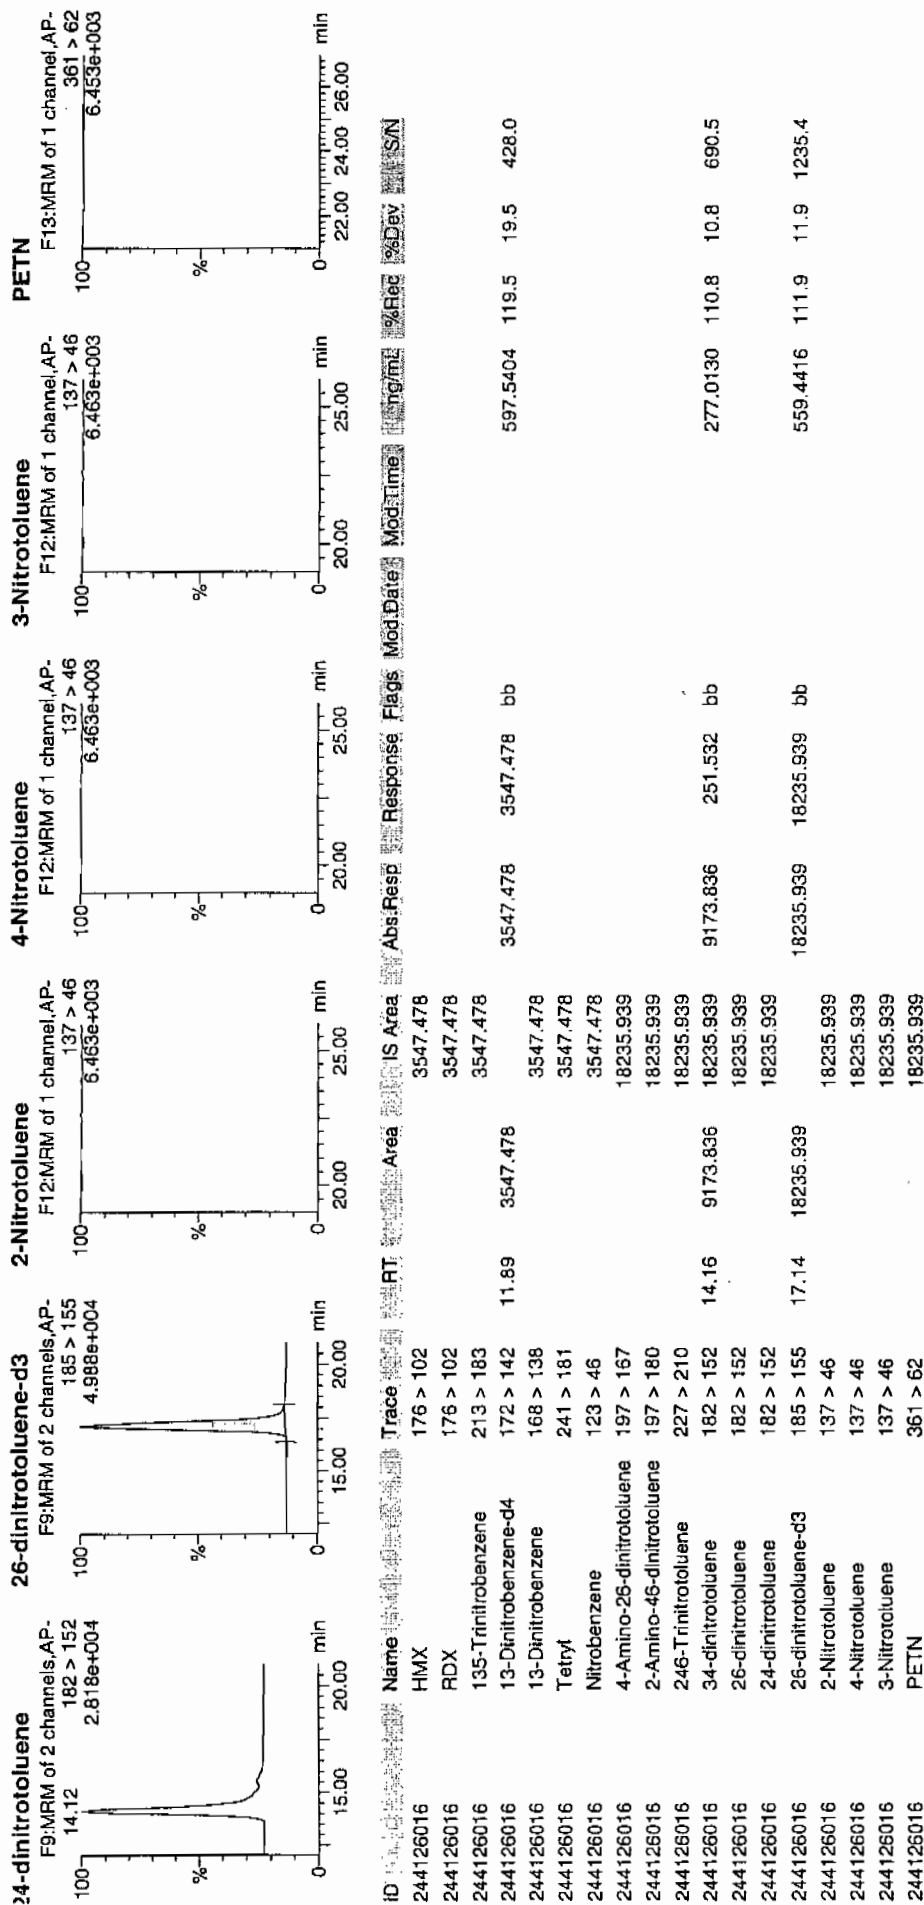 24-dinitrotoluene
F9:MRM of 2 channels,AP-
14.12 182 > 152
2.818e+004
100
%
0
15.00 20.00 min
26-dinitrotoluene-d3
F9:MRM of 2 channels,AP-
185 > 155
4.988e+004
100
%
0
15.00 20.00 min
2-Nitrotoluene
F12:MRM of 1 channel,AP-
137 > 46
6.463e+003
100
%
0
20.00 25.00 min
4-Nitrotoluene
F12:MRM of 1 channel,AP-
137 > 46
6.463e+003
100
%
0
20.00 25.00 min
3-Nitrotoluene
F12:MRM of 1 channel,AP-
137 > 46
6.463e+003
100
%
0
20.00 25.00 min
PETN
F13:MRM of 1 channel,AP-
361 > 62
6.453e+003
100
%
0
22.00 24.00 26.00 min
ID Name Trace RT Area IS Area Abs.Resp Response Flags Mod.Date Mod.Time ng/mL %Rec %Dev S/N
244126016 HMX 176 > 102 3547.478
244126016 RDX 176 > 102 3547.478
244126016 135-Trinitrobenzene 213 > 183 3547.478
244126016 13-Dinitrobenzene-d4 172 > 142 11.89 3547.478 3547.478 3547.478 bb 597.5404 119.5 19.5 428.0
244126016 13-Dinitrobenzene 168 > 138 3547.478
244126016 Tetryl 241 > 181 3547.478
244126016 Nitrobenzene 123 > 46 3547.478
244126016 4-Amino-26-dinitrotoluene 197 > 167 18235.939
244126016 2-Amino-46-dinitrotoluene 197 > 180 18235.939
244126016 246-Trinitrotoluene 227 > 210 18235.939
244126016 34-dinitrotoluene 182 > 152 14.16 9173.836 18235.939 9173.836 251.532 bb 277.0130 110.8 10.8 690.5
244126016 26-dinitrotoluene 182 > 152 18235.939
244126016 24-dinitrotoluene 182 > 152 18235.939
244126016 26-dinitrotoluene-d3 185 > 155 17.14 18235.939 18235.939 18235.939 bb 559.4416 111.9 11.9 1235.4
244126016 2-Nitrotoluene 137 > 46 18235.939
244126016 4-Nitrotoluene 137 > 46 18235.939
244126016 3-Nitrotoluene 137 > 46 18235.939
244126016 PETN 361 > 62 18235.939